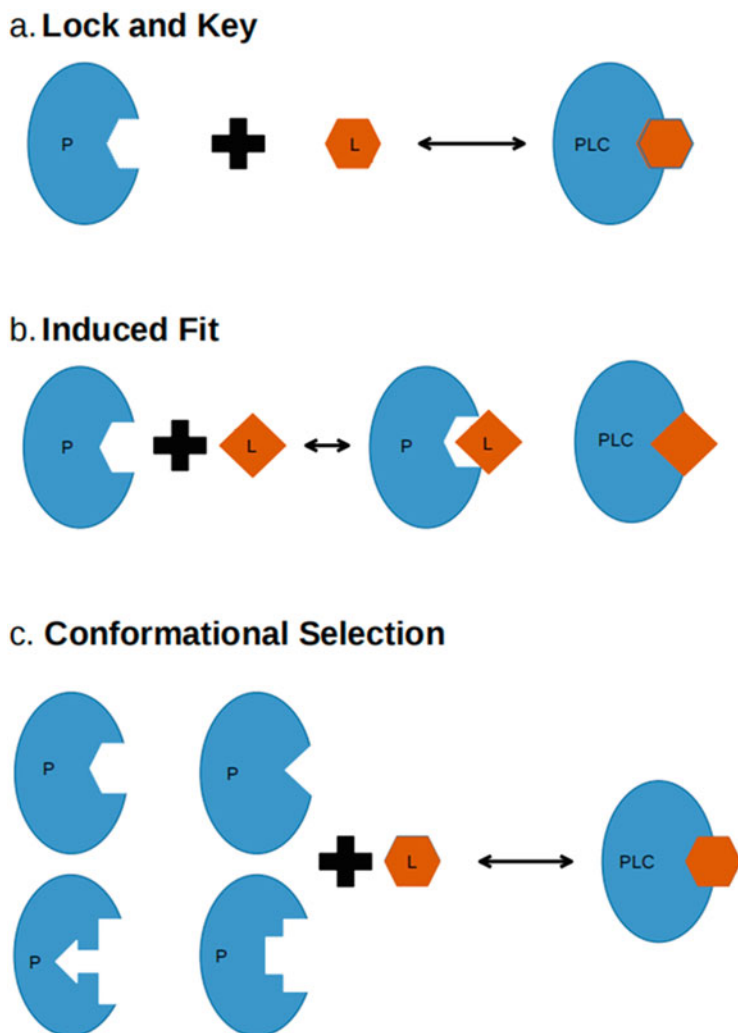 a. Lock and Key
P L PLC
b. Induced Fit
P L P L PLC
c. Conformational Selection
P P
L PLC
P P